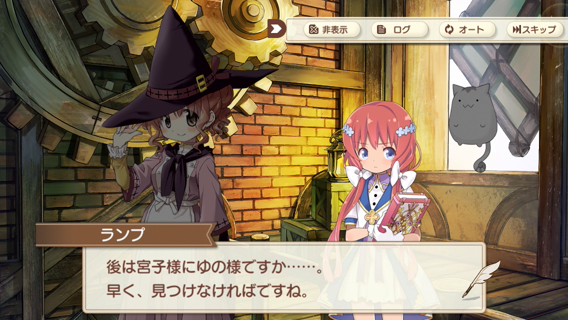 非表示
ログ
オート
スキップ
ランプ
後は宮子様にゆの様ですか……。
早く、見つけなければですね。